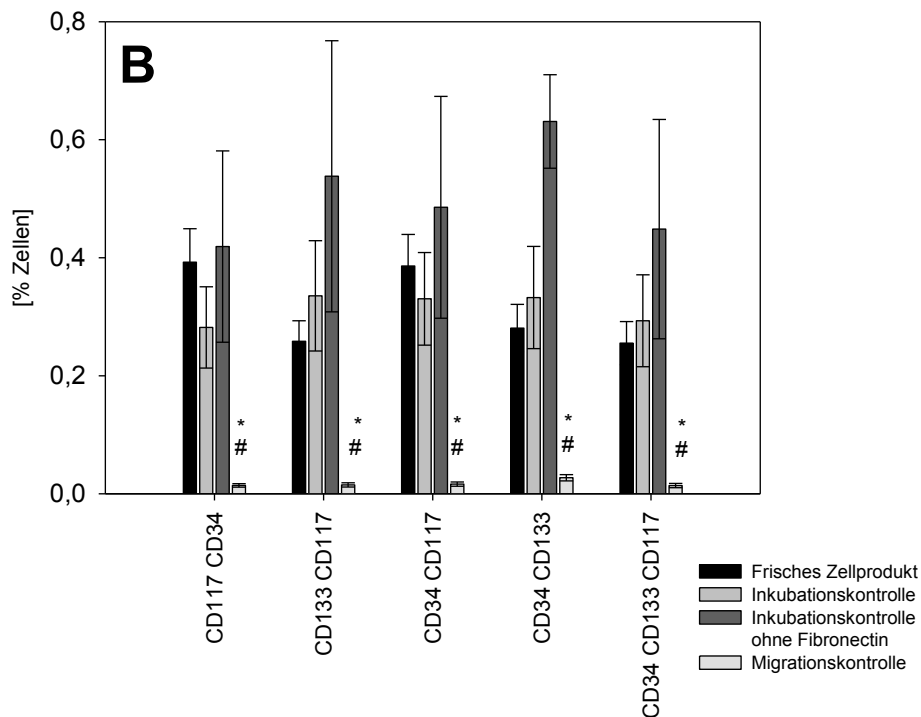 B
[% Zellen]
0,8
0,6
0,4
0,2
0,0
*
#
*
#
*
#
*
#
*
#
CD117 CD34
CD133 CD117
CD34 CD117
CD34 CD133
CD34 CD133 CD117
Frisches Zellprodukt
Inkubationskontrolle
Inkubationskontrolle
ohne Fibronectin
Migrationskontrolle